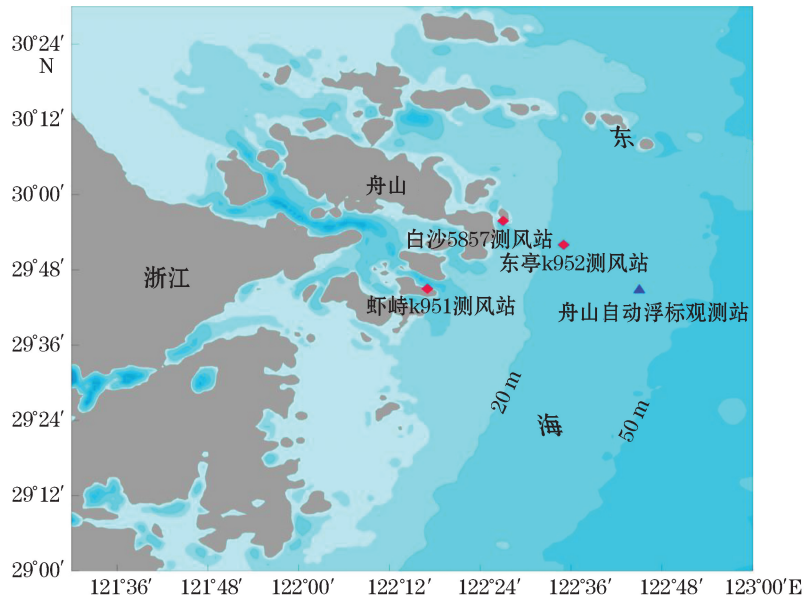 30°24′
N
30°12′
东
30°00′
舟山
白沙5857测风站
东亭k952测风站
29°48′
浙江
虾峙k951测风站
舟山自动浮标观测站
29°36′
20 m
29°24′
海
50 m
29°12′
29°00′
121°36′
121°48′
122°00′
122°12′
122°24′
122°36′
122°48′
123°00′E